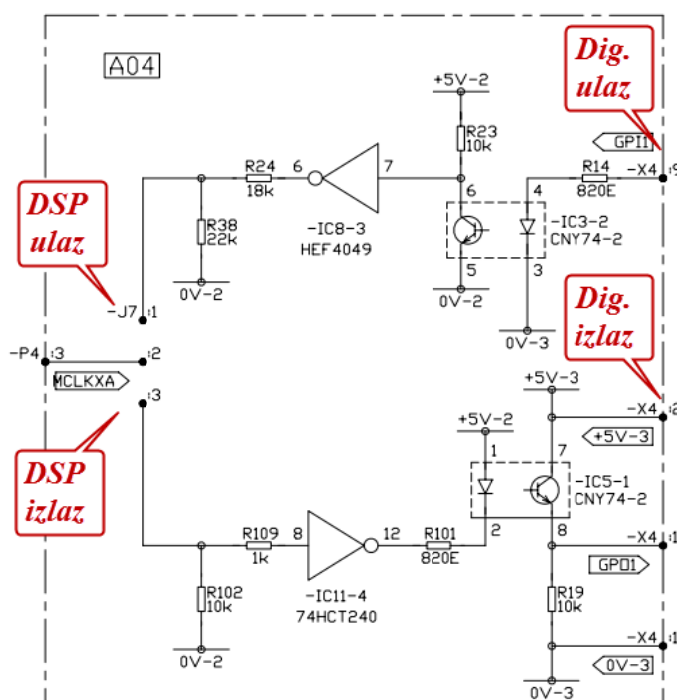 A04
Dig.
ulaz
+5V-2
R23
10k
GPI1
R24
18k
6
7
6
4
R14
820E
-X4
:9
DSP
ulaz
R38
22k
-IC8-3
HEF4049
-IC3-2
CNY74-2
5
3
0V-2
0V-2
-J7
:1
0V-3
Dig.
izlaz
-P4
:3
:2
MCLKXA
+5V-3
:3
-X4
:2
+5V-2
+5V-3
DSP
izlaz
1
7
-IC5-1
CNY74-2
R109
1k
8
12
R101
820E
2
8
-X4
:1
R102
10k
-IC11-4
74HCT240
R19
10k
GPO1
-X4
:1
0V-2
0V-3
0V-3